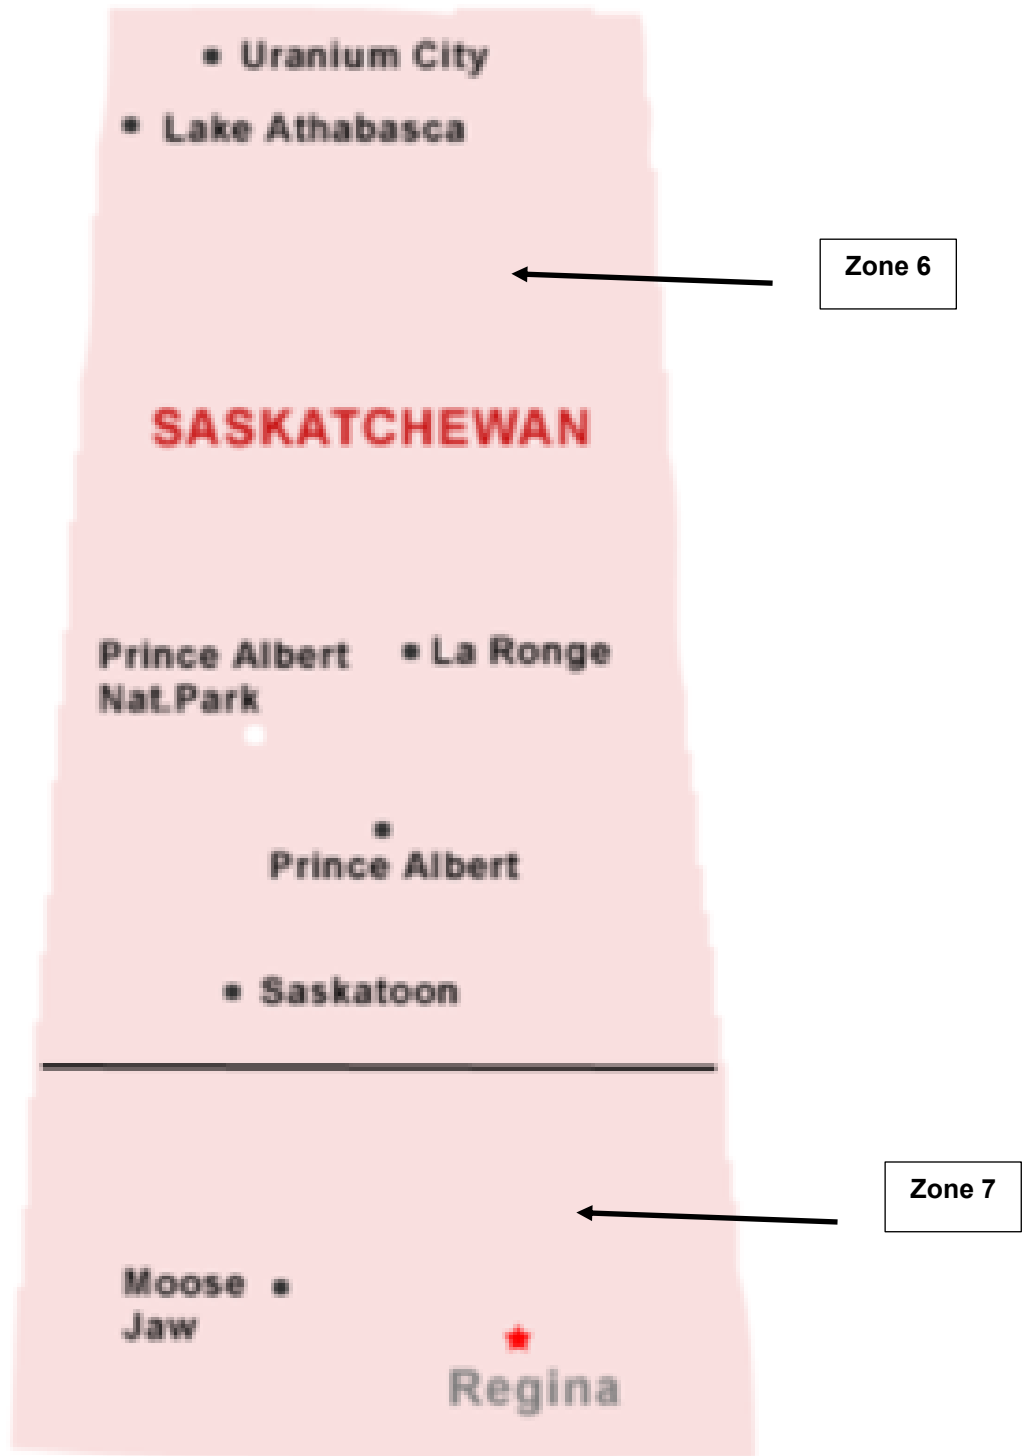 Uranium City
Lake Athabasca
Zone 6
SASKATCHEWAN
Prince Albert
Nat.Park
La Ronge
Prince Albert
Saskatoon
Zone 7
Moose
Jaw
Regina